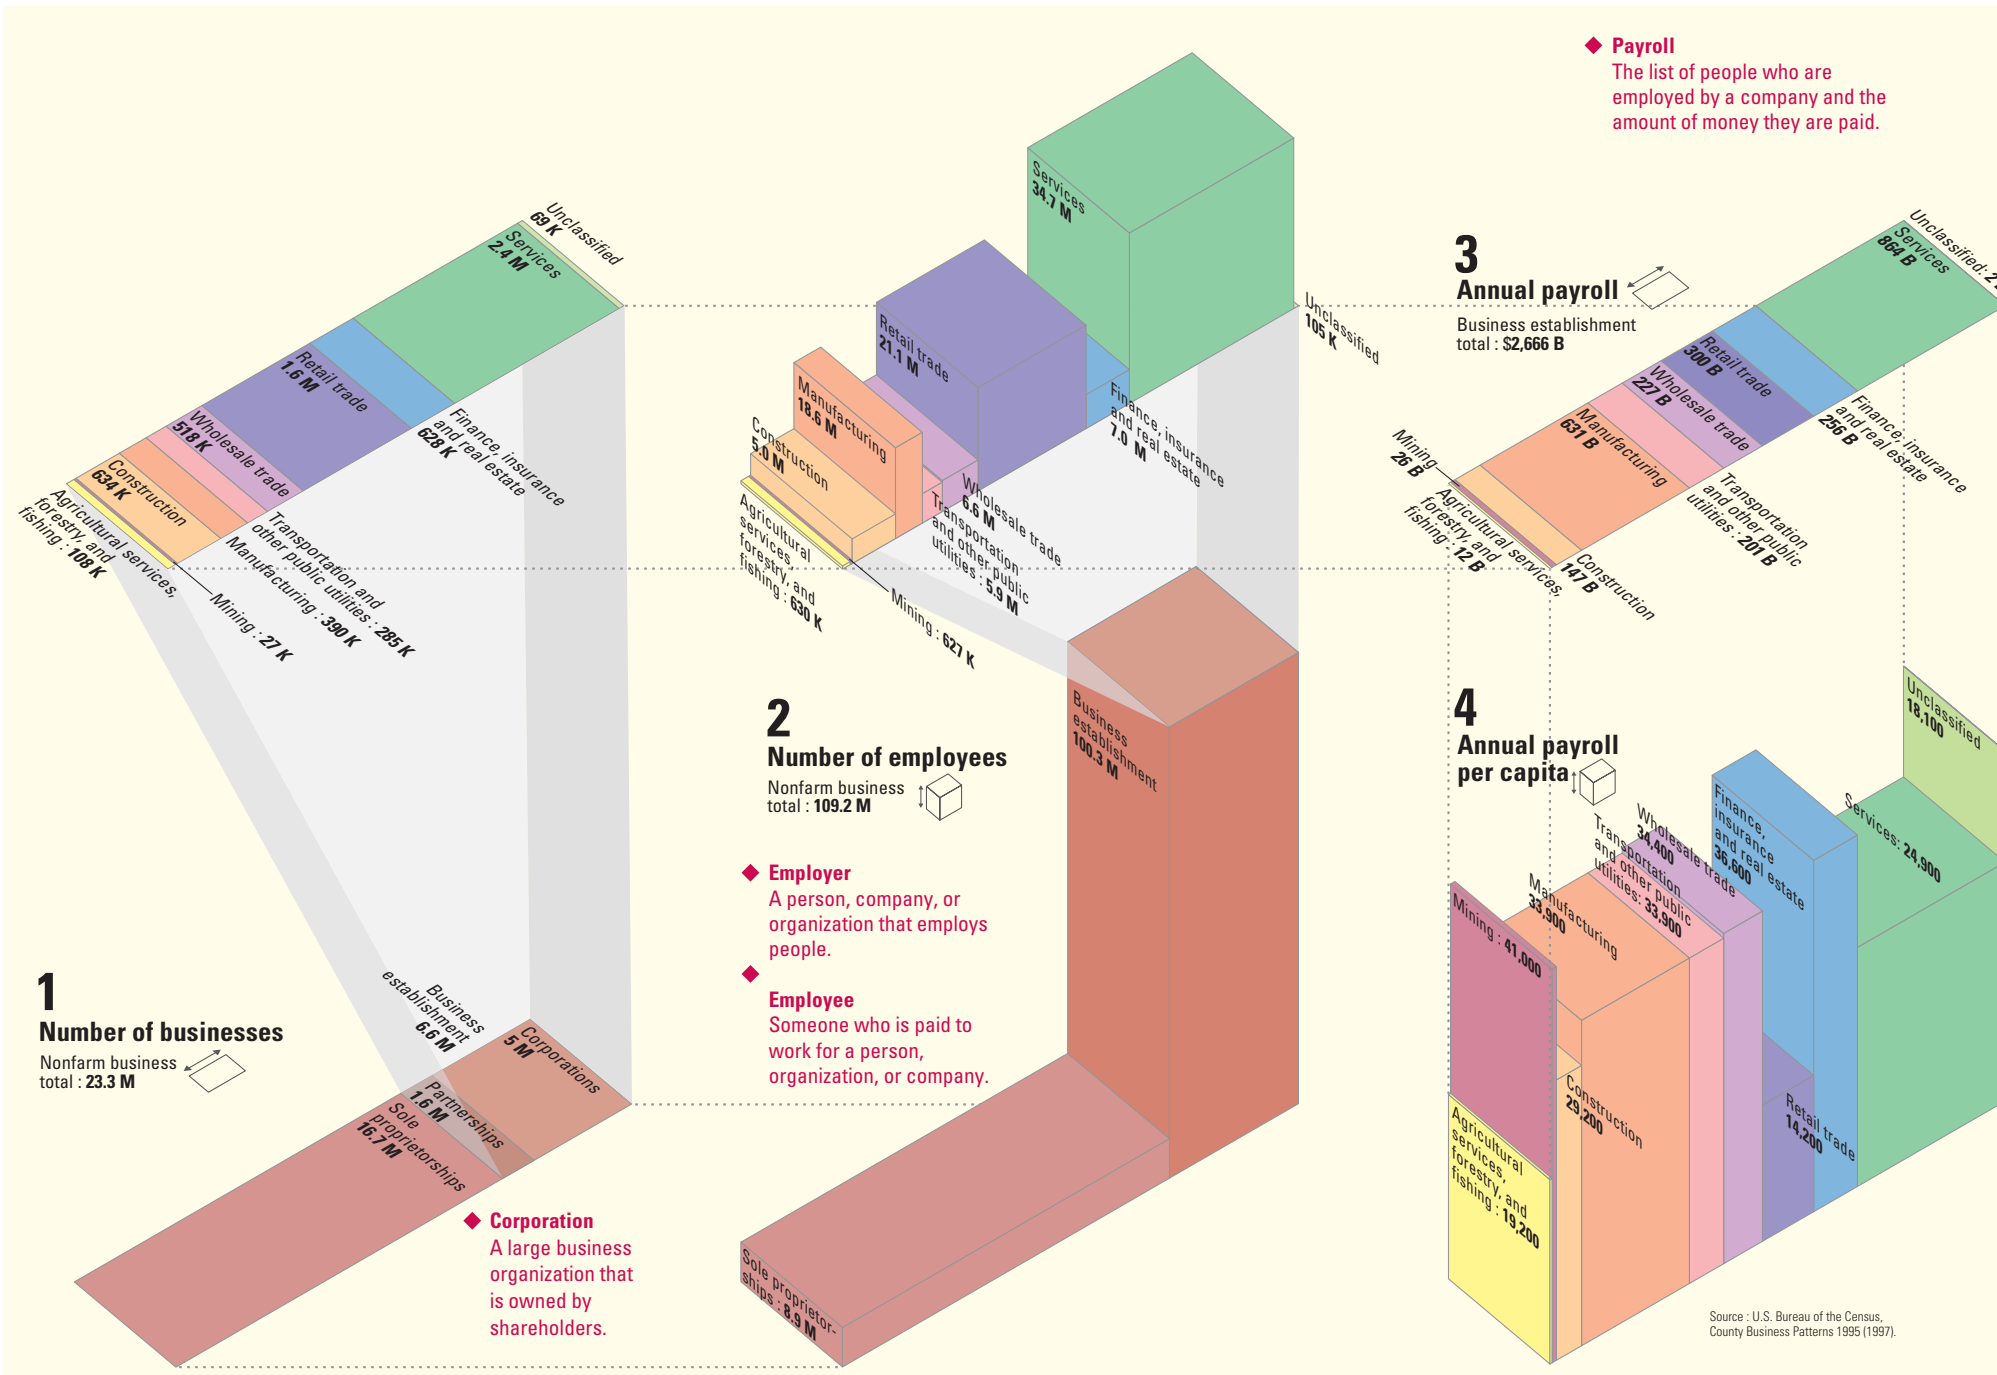 Payroll
The list of people who are
employed by a company and the
amount of money they are paid.
Unclassified
69 K
Services
2.4 M
Retail trade
1.6 M
Finance, insurance
and real estate
628 K
Wholesale trade
518 K
Construction
634 K
Agricultural services,
forestry, and
fishing : 108 K
Transportation and
other public utilities : 285 K
Manufacturing : 390 K
Mining : 27 K
Business
establishment
6.6 M
Corporations
5 M
Partnerships
1.6 M
Sole
proprietorships
16.7 M
1
Number of businesses
Nonfarm business
total : 23.3 M
Corporation
A large business
organization that
is owned by
shareholders.
Services
34.7 M
Unclassified
105 K
Retail trade
21.1 M
Finance, insurance
and real estate
7.0 M
Manufacturing
18.6 M
Construction
5.0 M
Wholesale trade
6.6 M
Transportation
and other public
utilities : 5.9 M
Agricultural
services,
forestry, and
fishing : 630 K
Mining : 627 K
2
Number of employees
Nonfarm business
total : 109.2 M
Business
establishment
100.3 M
Sole proprietor-
ships : 8.9 M
Employer
A person, company, or
organization that employs
people.
Employee
Someone who is paid to
work for a person,
organization, or company.
3
Annual payroll
Business establishment
total : $2,666 B
Unclassified: 2
Services
864 B
Retail trade
300 B
Wholesale trade
227 B
Finance, insurance
and real estate
256 B
Manufacturing
631 B
Mining
26 B
Transportation
and other public
utilities : 201 B
Agricultural services,
forestry, and
fishing : 12 B
Construction
147 B
4
Annual payroll
per capita
Unclassified
18,100
Services: 24,900
Finance,
insurance
and real estate
36,600
Wholesale trade
34,400
Transportation
and other public
utilities: 33,900
Manufacturing
33,900
Mining : 41,000
Construction
29,200
Retail trade
14,200
Agricultural
services,
forestry, and
fishing : 19,200
Source : U.S. Bureau of the Census,
County Business Patterns 1995 (1997).